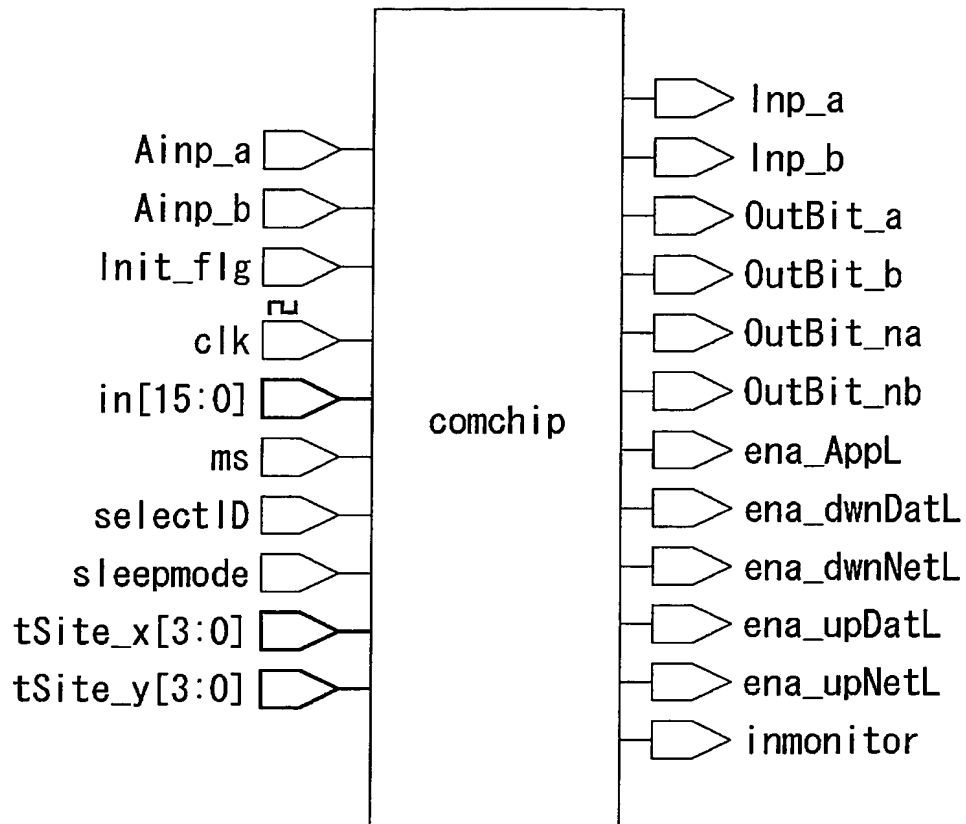 Ainp_a
Ainp_b
Init_flg
clk
in[15:0]
ms
selectID
sleepmode
tSite_x[3:0]
tSite_y[3:0]
comchip
Inp_a
Inp_b
OutBit_a
OutBit_b
OutBit_na
OutBit_nb
ena_AppL
ena_dwnDatL
ena_dwnNetL
ena_upDatL
ena_upNetL
inmonitor